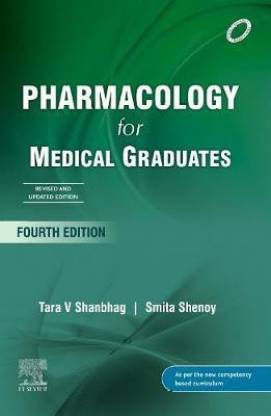 PHARMACOLOGY
for
MEDICAL GRADUATES
REVISED AND
UPDATED EDITION
FOURTH EDITION
Tara V Shanbhag | Smita Shenoy
ELSEVIER
As per the new competency
based curriculum